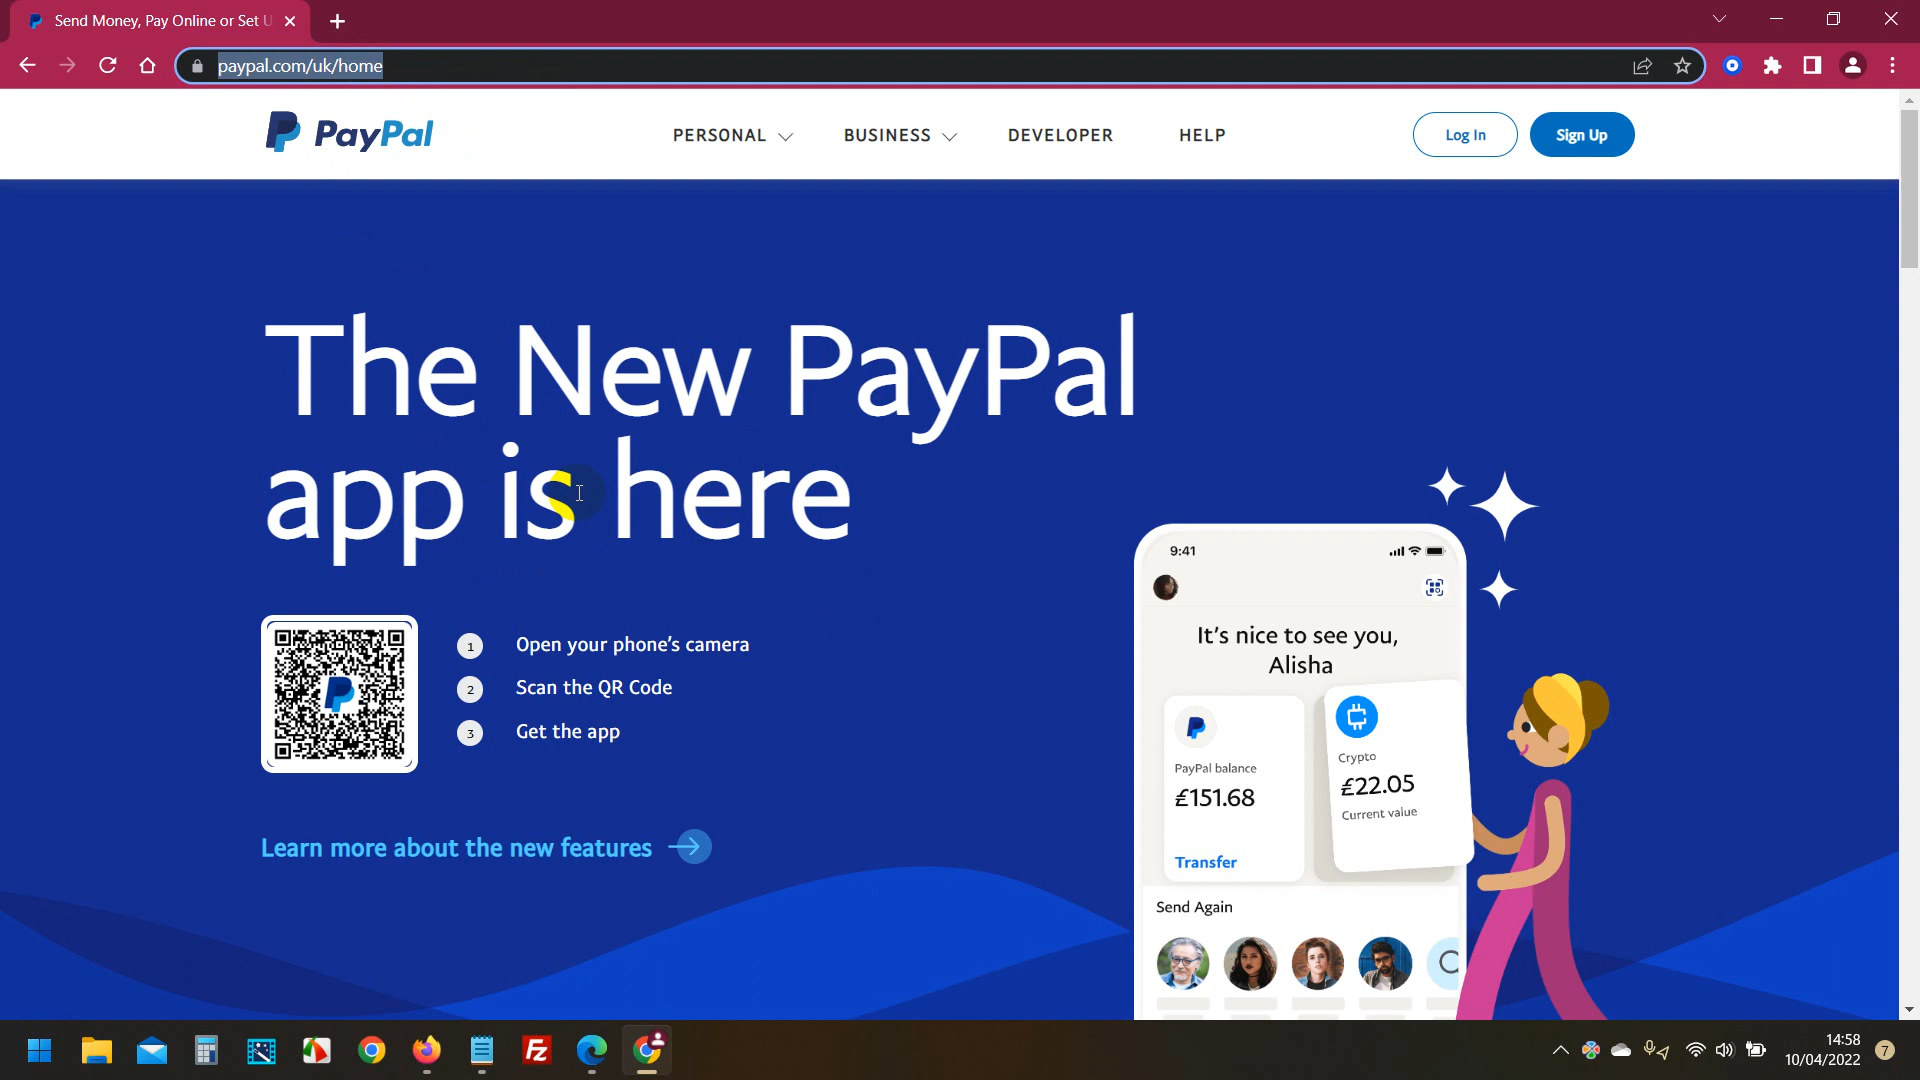 Send Money, Pay Online or Set U
paypal.com/uk/home
PayPal
PERSONAL
BUSINESS
DEVELOPER
HELP
Log In
Sign Up
The New PayPal
app is here
1 Open your phone's camera
2 Scan the QR Code
3 Get the app
Learn more about the new features
9:41
It's nice to see you,
Alisha
PayPal balance
£151.68
Transfer
Crypto
£22.05
Current value
Send Again
Fz
14:58
10/04/2022
7